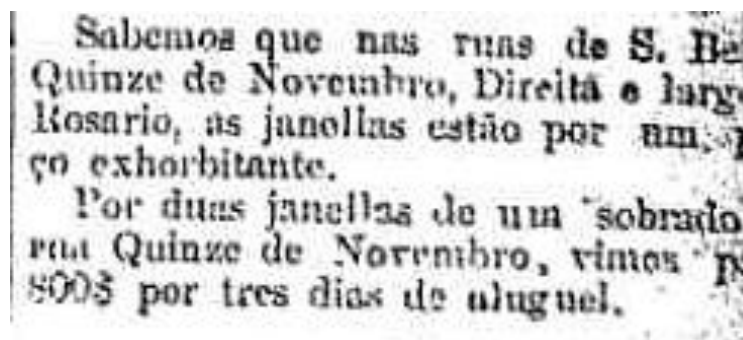 Sabemos que nas ruas de S. Be
Quinze de Novembro, Direita e larg
Rosario, as janellas estão por um p
ço exhorbitante.
Por duas janellas de um sobrado
rua Quinze de Novembro, vimos p
800$ por tres dias de aluguel.